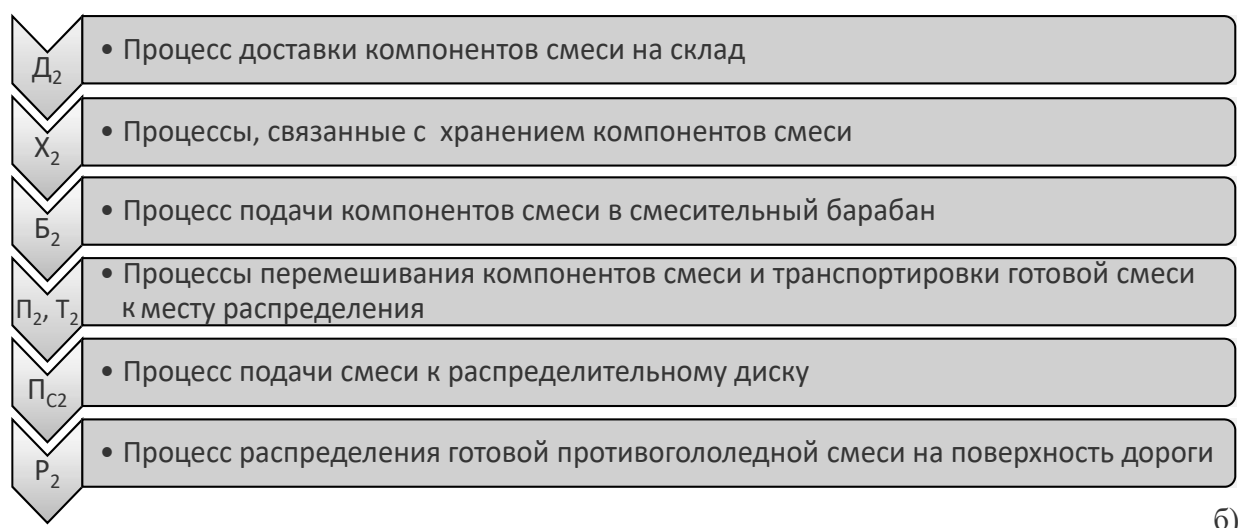 Д₂ • Процесс доставки компонентов смеси на склад
Х₂ • Процессы, связанные с хранением компонентов смеси
Б₂ • Процесс подачи компонентов смеси в смесительный барабан
П₂, Т₂ • Процессы перемешивания компонентов смеси и транспортировки готовой смеси
к месту распределения
П_С2 • Процесс подачи смеси к распределительному диску
Р₂ • Процесс распределения готовой противогололедной смеси на поверхность дороги
б)